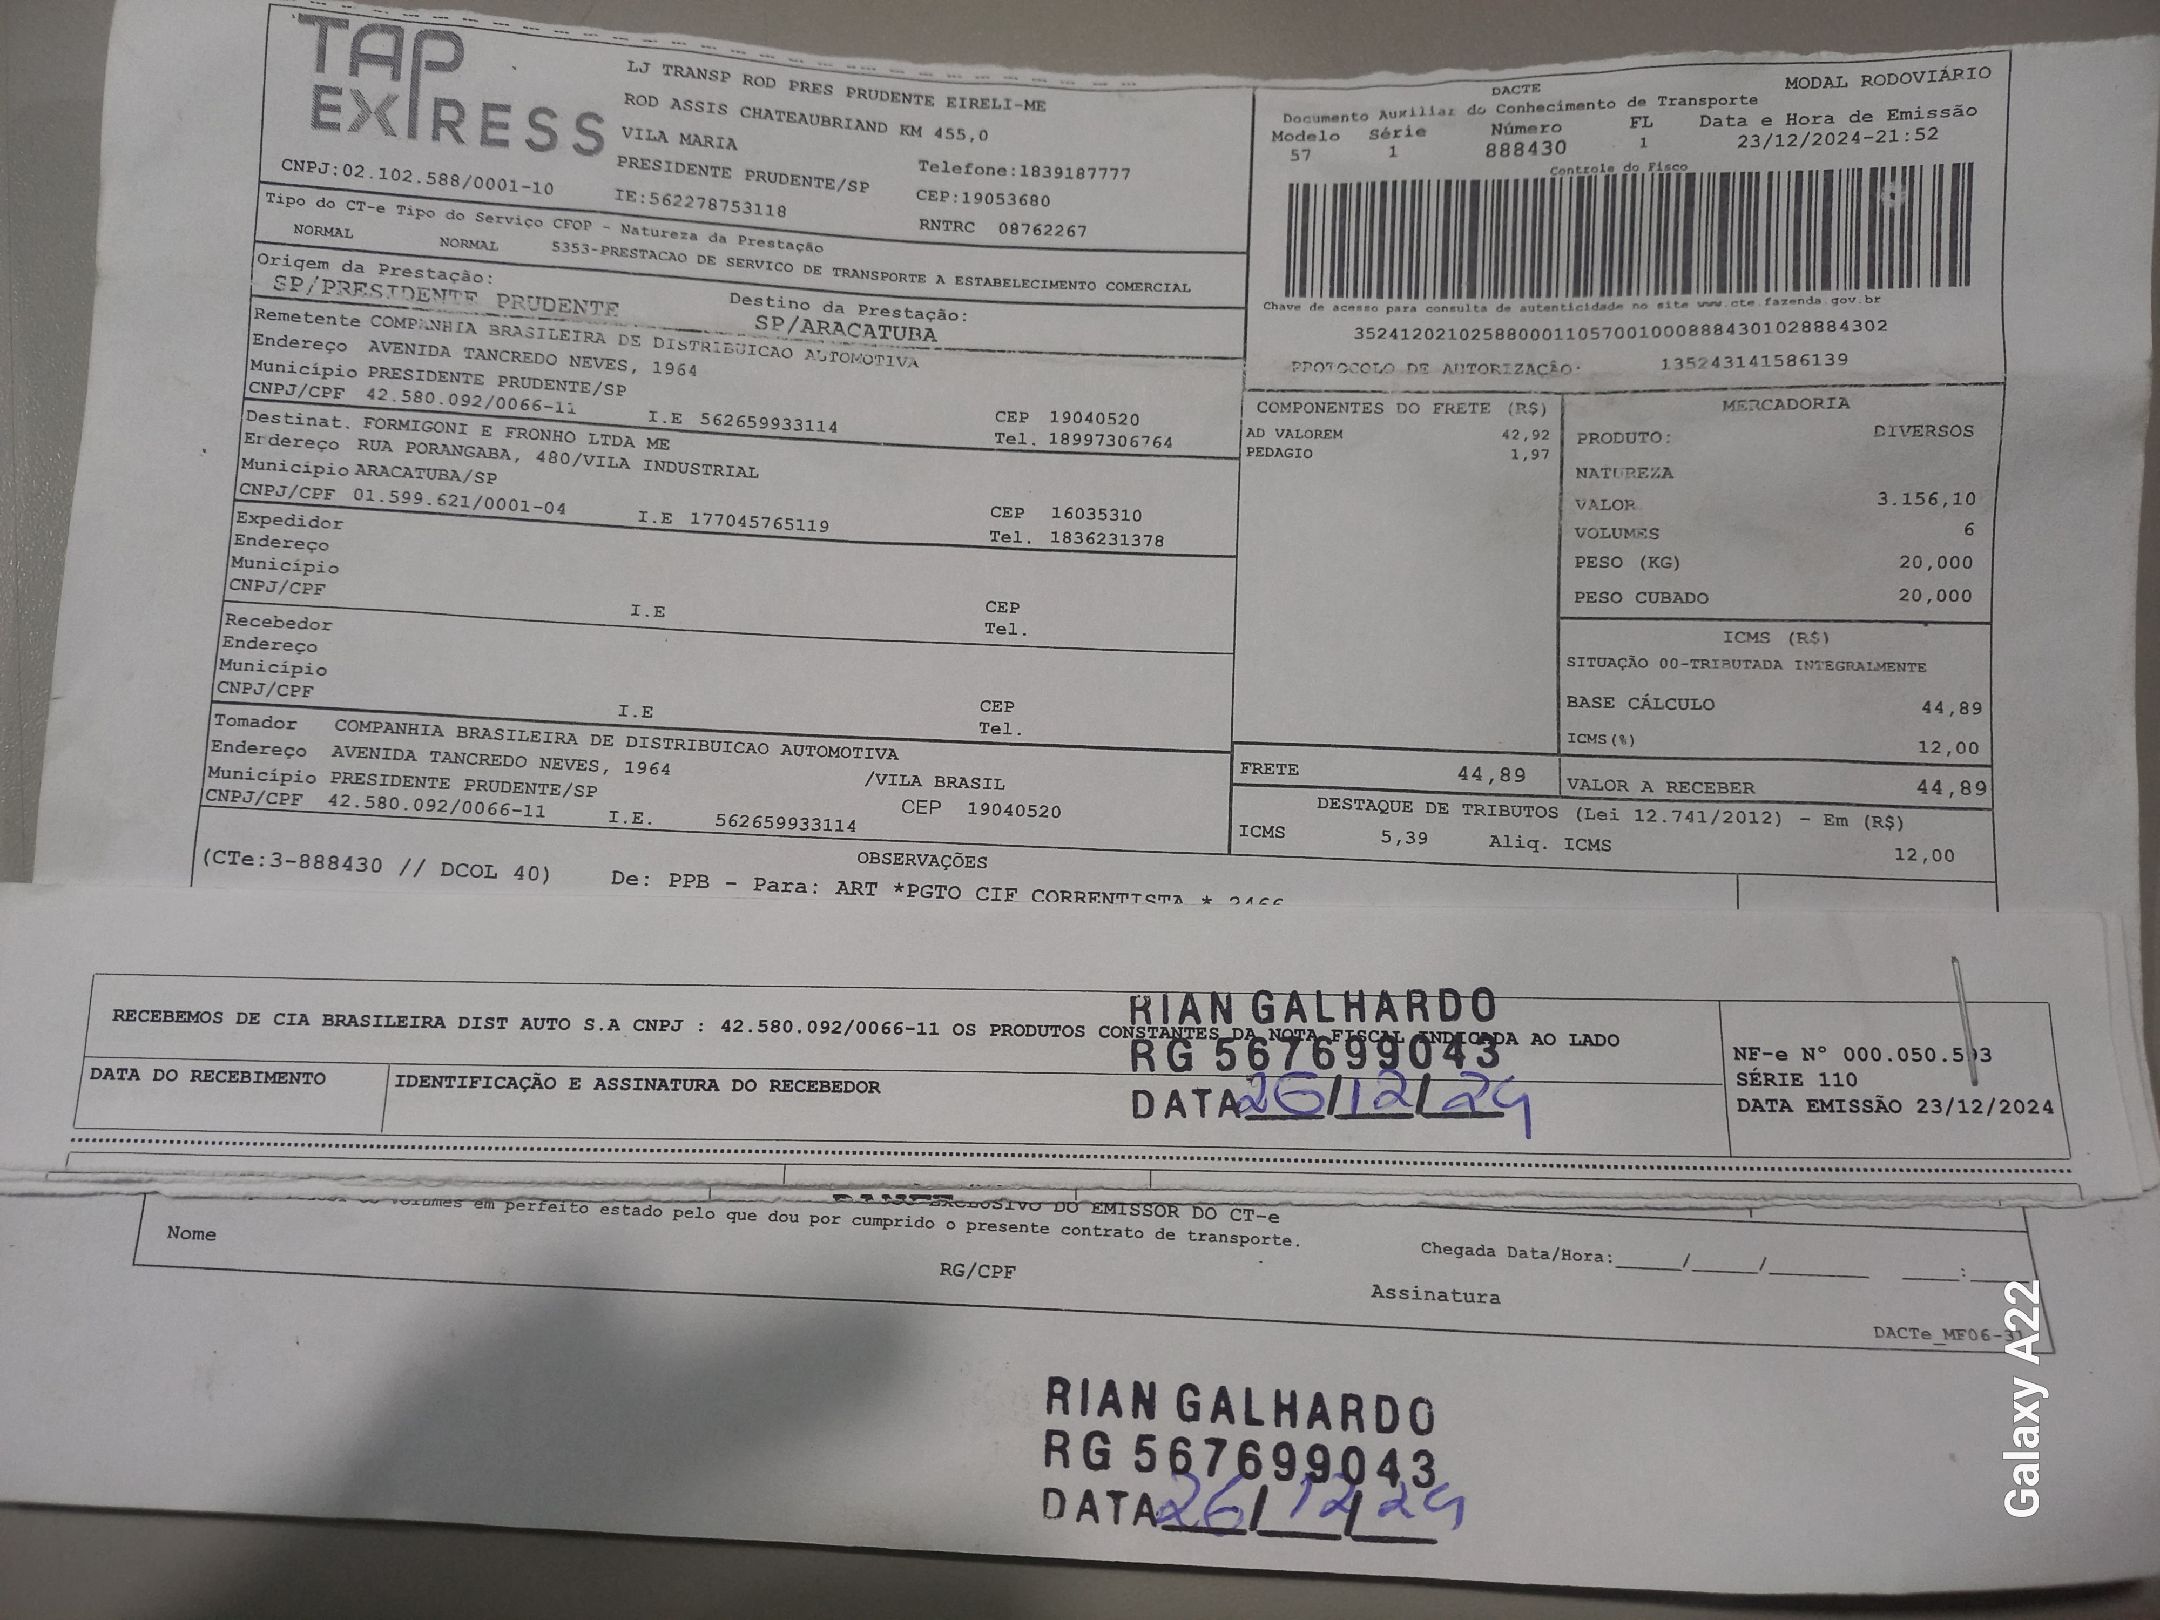 TAP
EXPRESS
LJ TRANSP ROD PRES PRUDENTE EIRELI-ME
ROD ASSIS CHATEAUBRIAND KM 455,0
VILA MARIA
PRESIDENTE PRUDENTE/SP Telefone:1839187777
CNPJ:02.102.588/0001-10 IE:562278753118 CEP:19053680
RNTRC 08762267
Tipo do CT-e Tipo do Serviço CFOP - Natureza da Prestação
NORMAL NORMAL 5353-PRESTACAO DE SERVICO DE TRANSPORTE A ESTABELECIMENTO COMERCIAL
Origem da Prestação: Destino da Prestação:
SP/PRESIDENTE PRUDENTE SP/ARACATUBA
Remetente COMPANHIA BRASILEIRA DE DISTRIBUICAO AUTOMOTIVA
Endereço AVENIDA TANCREDO NEVES, 1964
Município PRESIDENTE PRUDENTE/SP CEP 19040520
CNPJ/CPF 42.580.092/0066-11 I.E 562659933114 Tel. 18997306764
Destinat. FORMIGONI E FRONHO LTDA ME
Endereço RUA PORANGABA, 480/VILA INDUSTRIAL
Município ARACATUBA/SP CEP 16035310
CNPJ/CPF 01.599.621/0001-04 I.E 177045765119 Tel. 1836231378
Expedidor
Endereço
Município CEP
CNPJ/CPF I.E Tel.
Recebedor
Endereço
Município CEP
CNPJ/CPF I.E Tel.
Tomador COMPANHIA BRASILEIRA DE DISTRIBUICAO AUTOMOTIVA
Endereço AVENIDA TANCREDO NEVES, 1964 /VILA BRASIL
Município PRESIDENTE PRUDENTE/SP CEP 19040520
CNPJ/CPF 42.580.092/0066-11 I.E. 562659933114
DACTE MODAL RODOVIÁRIO
Documento Auxiliar do Conhecimento de Transporte
Modelo Série Número FL Data e Hora de Emissão
57 1 888430 1 23/12/2024-21:52
Controle do Fisco
Chave de acesso para consulta de autenticidade no site www.cte.fazenda.gov.br
35241202102588000110570010008884301028884302
PROTOCOLO DE AUTORIZAÇÃO: 135243141586139
COMPONENTES DO FRETE (R$)
AD VALOREM 42,92
PEDAGIO 1,97
MERCADORIA
PRODUTO: DIVERSOS
NATUREZA
VALOR 3.156,10
VOLUMES 6
PESO (KG) 20,000
PESO CUBADO 20,000
ICMS (R$)
SITUAÇÃO 00-TRIBUTADA INTEGRALMENTE
BASE CÁLCULO 44,89
ICMS(%) 12,00
FRETE 44,89 VALOR A RECEBER 44,89
DESTAQUE DE TRIBUTOS (Lei 12.741/2012) - Em (R$)
ICMS 5,39 Aliq. ICMS 12,00
OBSERVAÇÕES
(CTe:3-888430 // DCOL 40) De: PPB - Para: ART *PGTO CIF CORRENTISTA *
RECEBEMOS DE CIA BRASILEIRA DIST AUTO S.A CNPJ : 42.580.092/0066-11 OS PRODUTOS CONSTANTES DA NOTA FISCAL INDICADA AO LADO
DATA DO RECEBIMENTO IDENTIFICAÇÃO E ASSINATURA DO RECEBEDOR
RIAN GALHARDO
RG 567699043
DATA 26/12/24
NF-e Nº 000.050.593
SÉRIE 110
DATA EMISSÃO 23/12/2024
EXCLUSIVO DO EMISSOR DO CT-e
volumes em perfeito estado pelo que dou por cumprido o presente contrato de transporte.
Nome RG/CPF Chegada Data/Hora:_____/_____/________ ____:____
Assinatura
DACTe_MF06-31
RIAN GALHARDO
RG 567699043
DATA 26/12/24
Galaxy A22